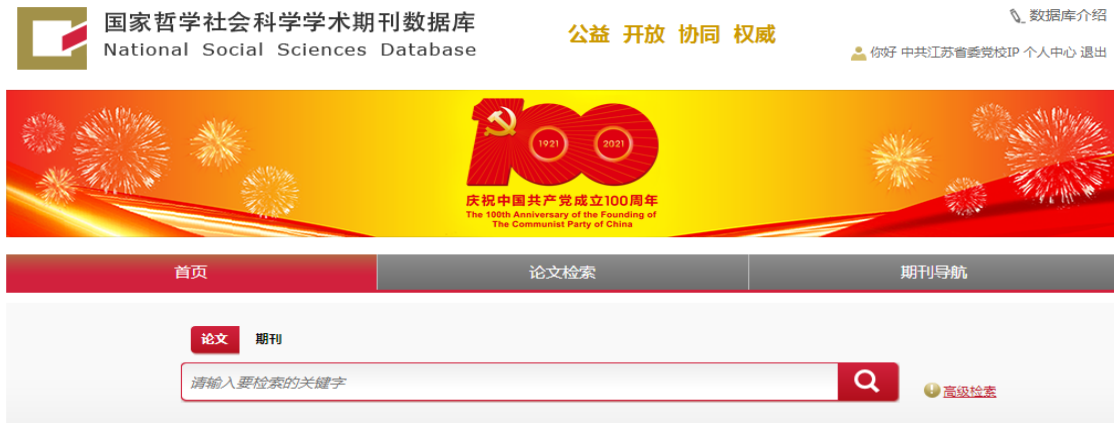 国家哲学社会科学学术期刊数据库
National Social Sciences Database
公益 开放 协同 权威
数据库介绍
你好 中共江苏省委党校IP 个人中心 退出
100
1921 2021
庆祝中国共产党成立100周年
The 100th Anniversary of the Founding of
The Communist Party of China
首页 论文检索 期刊导航
论文 期刊
请输入要检索的关键字
高级检索